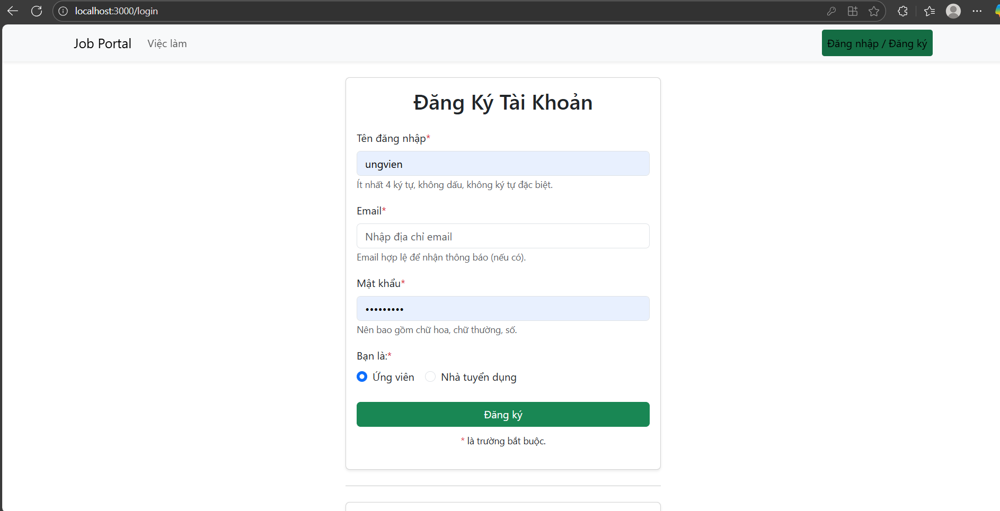 localhost:3000/login
Job Portal Việc làm Đăng nhập / Đăng ký
Đăng Ký Tài Khoản
Tên đăng nhập*
ungvien
Ít nhất 4 ký tự, không dấu, không ký tự đặc biệt.
Email*
Nhập địa chỉ email
Email hợp lệ để nhận thông báo (nếu có).
Mật khẩu*
•••••••••
Nên bao gồm chữ hoa, chữ thường, số.
Bạn là:*
Ứng viên Nhà tuyển dụng
Đăng ký
* là trường bắt buộc.